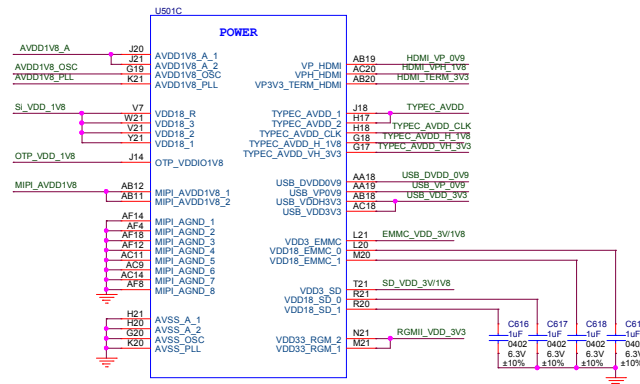 U501C
POWER
AVDD1V8_A
J20
AVDD1V8_A_1
J21
AVDD1V8_A_2
AVDD1V8_OSC
G19
AVDD1V8_OSC
AVDD1V8_PLL
K21
AVDD1V8_PLL
Si_VDD_1V8
V7
VDD18_R
W21
VDD18_3
V21
VDD18_2
Y21
VDD18_1
OTP_VDD_1V8
J14
OTP_VDDIO1V8
MIPI_AVDD1V8
AB12
MIPI_AVDD1V8_1
AB11
MIPI_AVDD1V8_2
AF14
MIPI_AGND_1
AF4
MIPI_AGND_2
AF18
MIPI_AGND_3
AF12
MIPI_AGND_4
AC11
MIPI_AGND_5
AC9
MIPI_AGND_6
AC14
MIPI_AGND_7
AF8
MIPI_AGND_8
H21
AVSS_A_1
H20
AVSS_A_2
G20
AVSS_OSC
K20
AVSS_PLL
VP_HDMI
AB19
HDMI_VP_0V9
VPH_HDMI
AC20
HDMI_VPH_1V8
VP3V3_TERM_HDMI
AB20
HDMI_TERM_3V3
TYPEC_AVDD_1
J18
TYPEC_AVDD
TYPEC_AVDD_2
H17
TYPEC_AVDD_CLK
H18
TYPEC_AVDD_CLK
TYPEC_AVDD_H_1V8
G18
TYPEC_AVDD_H_1V8
TYPEC_AVDD_VH_3V3
G17
TYPEC_AVDD_VH_3V3
USB_DVDD0V9
AA18
USB_DVDD_0V9
USB_VP0V9
AA19
USB_VP_0V9
USB_VDDH3V3
AB18
USB_VDD_3V3
USB_VDD3V3
AC18
VDD3_EMMC
L21
EMMC_VDD_3V/1V8
VDD18_EMMC_0
L20
VDD18_EMMC_1
M20
VDD3_SD
T21
SD_VDD_3V/1V8
VDD18_SD_0
R21
VDD18_SD_1
R20
VDD33_RGM_2
N21
RGMII_VDD_3V3
VDD33_RGM_1
M21
C616
1uF
0402
6.3V
±10%
C617
1uF
0402
6.3V
±10%
C618
1uF
0402
6.3V
±10%
1uF
0402
6.3V
±10%